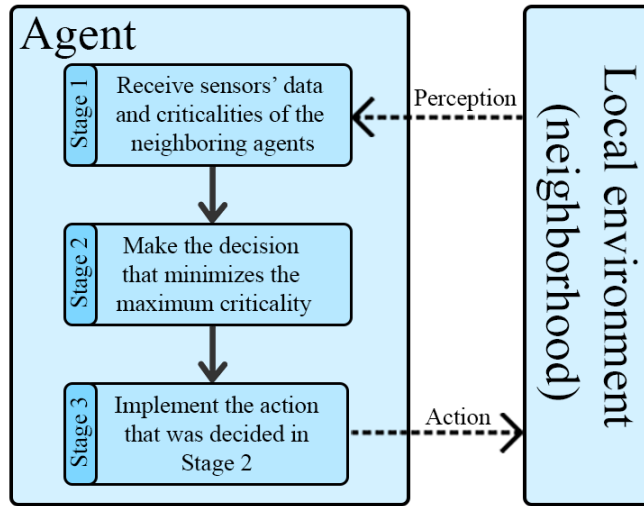 Agent
Stage 1
Receive sensors’ data
and criticalities of the
neighboring agents
Perception
Stage 2
Make the decision
that minimizes the
maximum criticality
Stage 3
Implement the action
that was decided in
Stage 2
Action
Local environment
(neighborhood)